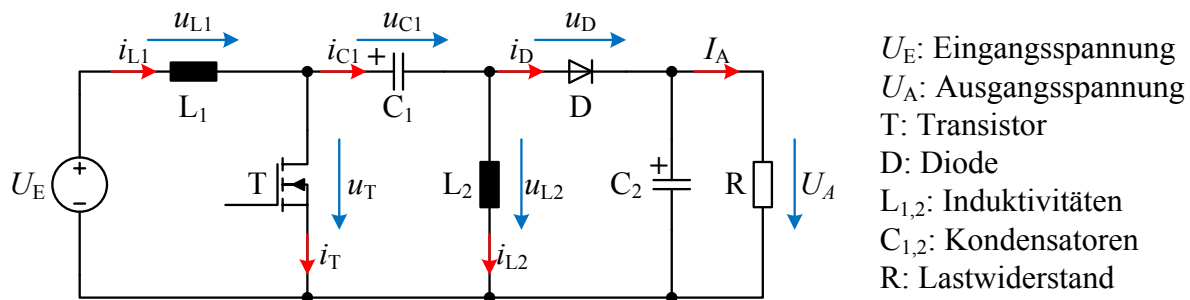 u_L1 u_C1 u_D
i_L1 i_C1 + i_D I_A
L_1 C_1 D
U_E + − T u_T L_2 u_L2 C_2 + R U_A
i_T i_L2
U_E: Eingangsspannung
U_A: Ausgangsspannung
T: Transistor
D: Diode
L_1,2: Induktivitäten
C_1,2: Kondensatoren
R: Lastwiderstand